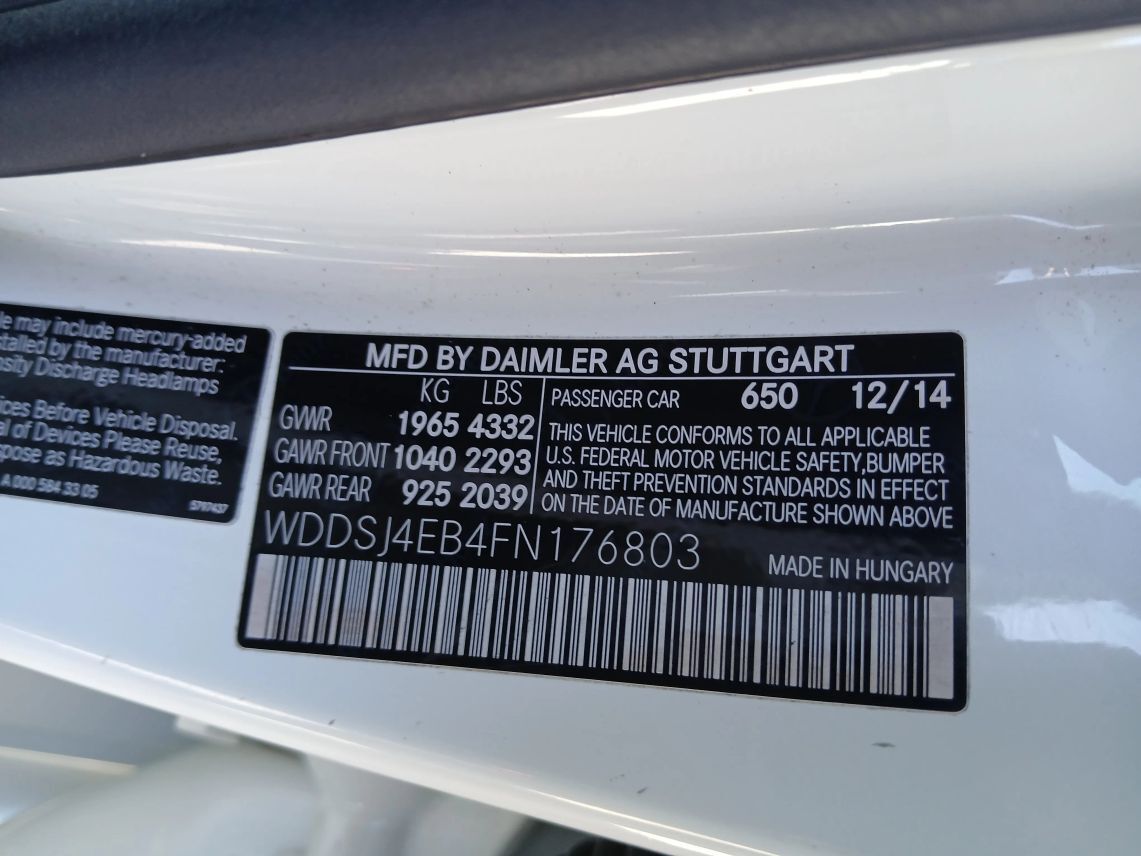 le may include mercury-added
stalled by the manufacturer:
nsity Discharge Headlamps
ices Before Vehicle Disposal.
al of Devices Please Reuse,
pose as Hazardous Waste.
A 000 584 33 05
MFD BY DAIMLER AG STUTTGART
KG LBS
GVWR 1965 4332
GAWR FRONT 1040 2293
GAWR REAR 925 2039
PASSENGER CAR 650 12/14
THIS VEHICLE CONFORMS TO ALL APPLICABLE
U.S. FEDERAL MOTOR VEHICLE SAFETY,BUMPER
AND THEFT PREVENTION STANDARDS IN EFFECT
ON THE DATE OF MANUFACTURE SHOWN ABOVE
WDDSJ4EB4FN176803
MADE IN HUNGARY